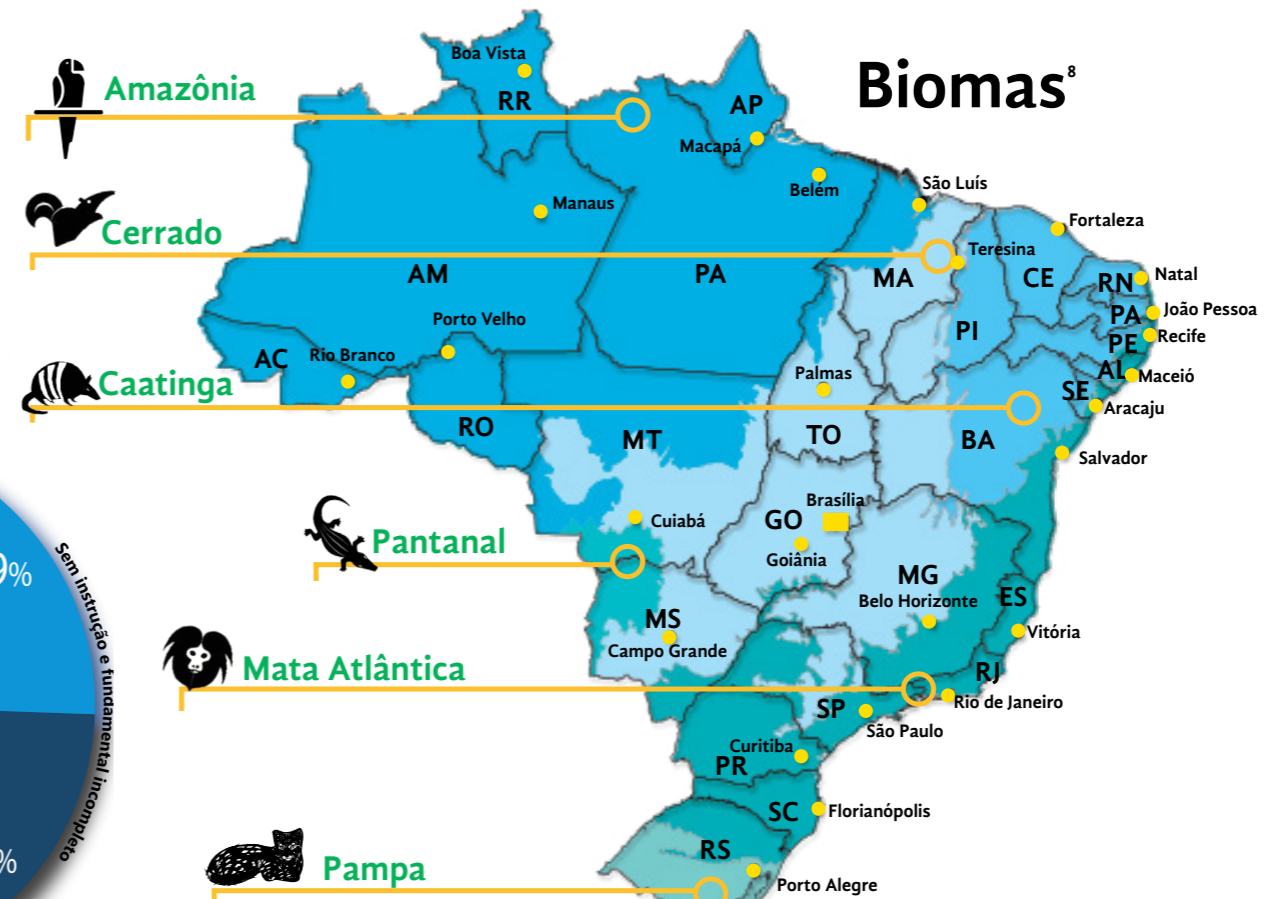 Biomas⁸
Amazônia
Cerrado
Caatinga
Pantanal
Mata Atlântica
Pampa
Boa Vista
RR
AP
Macapá
Belém
São Luís
Manaus
Fortaleza
Teresina
AM
PA
MA
CE
RN
Natal
PA
João Pessoa
PI
Porto Velho
PE
Recife
AC
Rio Branco
Palmas
AL
Maceió
SE
Aracaju
RO
MT
TO
BA
Salvador
Brasília
Cuiabá
GO
Goiânia
MG
Belo Horizonte
ES
Vitória
MS
Campo Grande
RJ
Rio de Janeiro
SP
São Paulo
Curitiba
PR
SC
Florianópolis
RS
Porto Alegre
9%
Sem instrução e fundamental incompleto
%